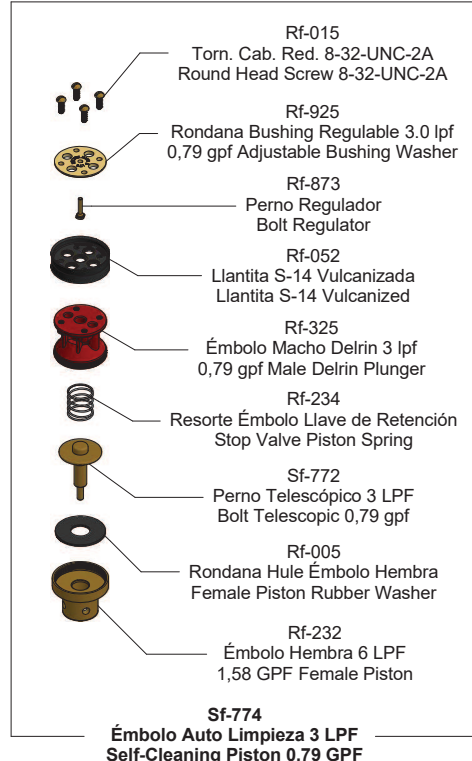 Rf-015
Torn. Cab. Red. 8-32-UNC-2A
Round Head Screw 8-32-UNC-2A
Rf-925
Rondana Bushing Regulable 3.0 lpf
0,79 gpf Adjustable Bushing Washer
Rf-873
Perno Regulador
Bolt Regulator
Rf-052
Llantita S-14 Vulcanizada
Llantita S-14 Vulcanized
Rf-325
Émbolo Macho Delrin 3 lpf
0,79 gpf Male Delrin Plunger
Rf-234
Resorte Émbolo Llave de Retención
Stop Valve Piston Spring
Sf-772
Perno Telescópico 3 LPF
Bolt Telescopic 0,79 gpf
Rf-005
Rondana Hule Émbolo Hembra
Female Piston Rubber Washer
Rf-232
Émbolo Hembra 6 LPF
1,58 GPF Female Piston
Sf-774
Émbolo Auto Limpieza 3 LPF
Self-Cleaning Piston 0,79 GPF